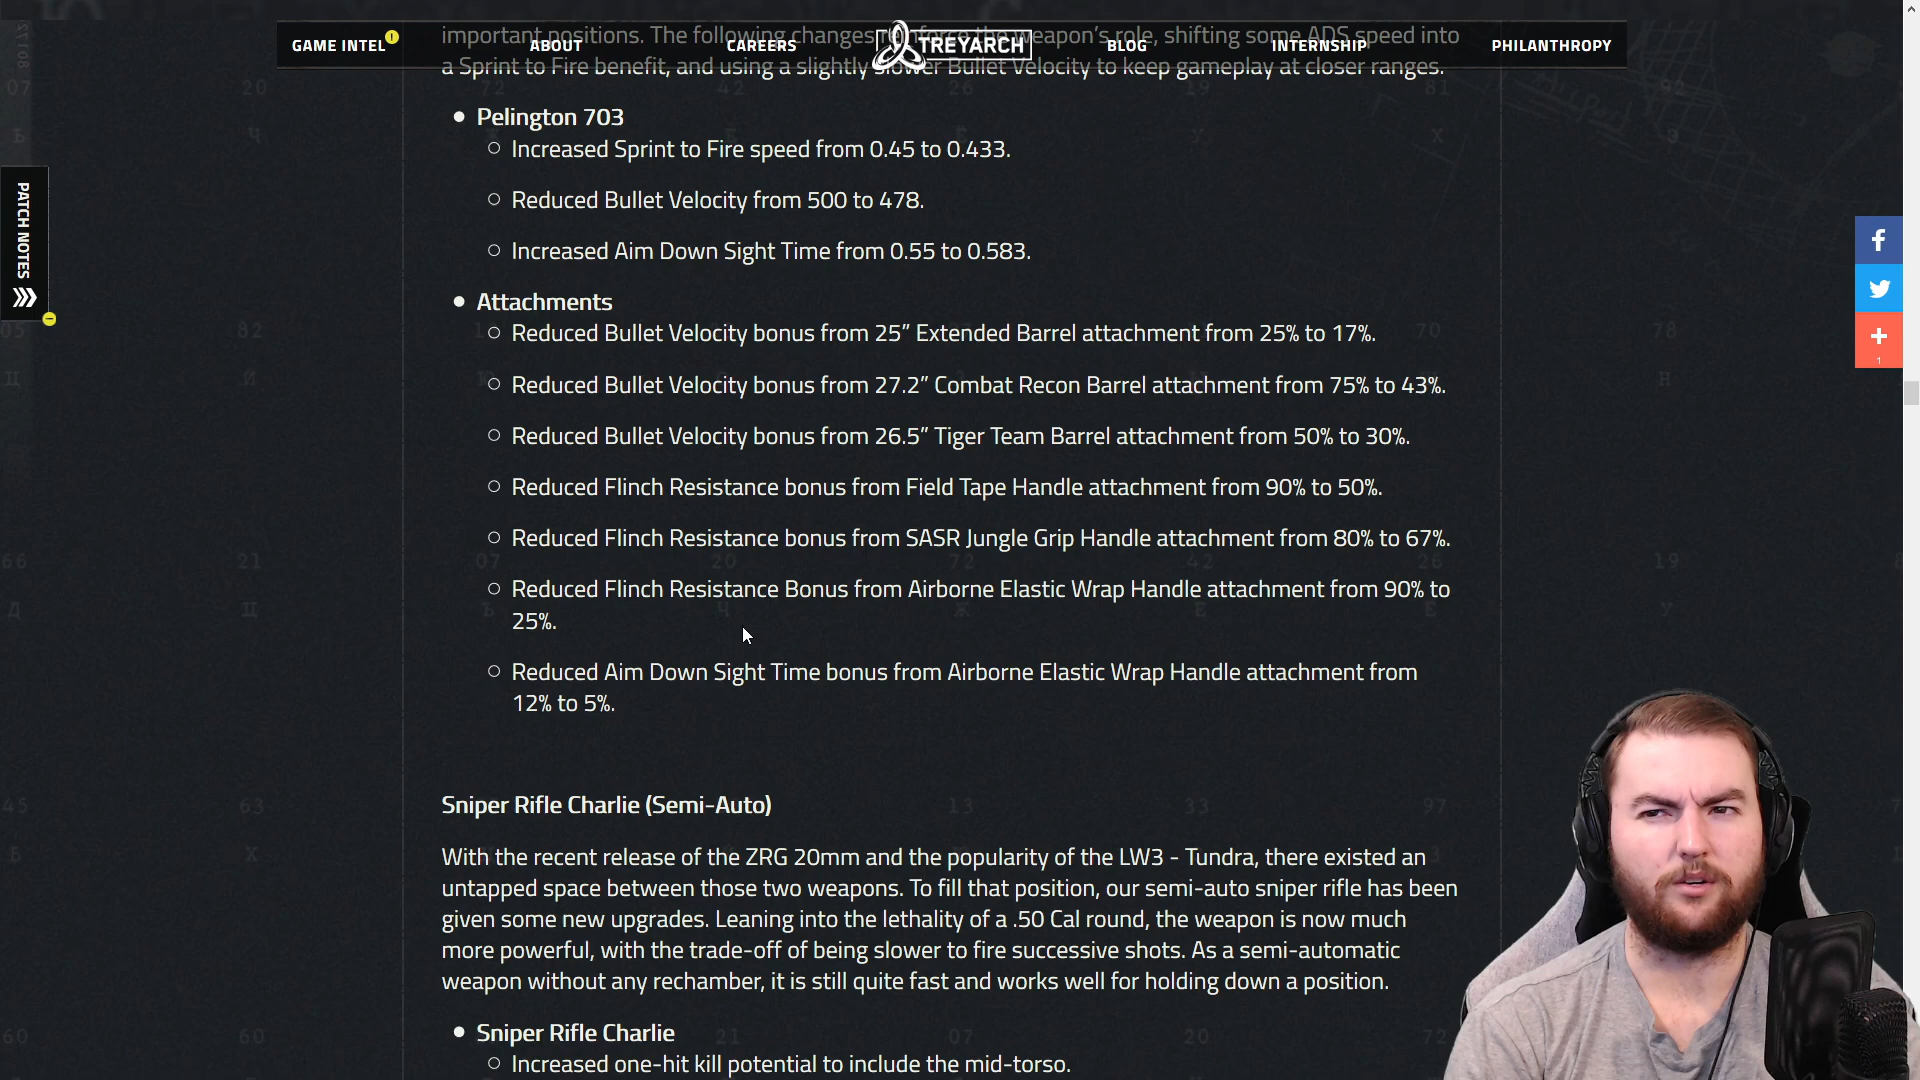 GAME INTEL
ABOUT
CAREERS
TREYARCH
BLOG
INTERNSHIP
PHILANTHROPY
important positions. The following changes reinforce the weapon's role, shifting some ADS speed into
a Sprint to Fire benefit, and using a slightly slower Bullet Velocity to keep gameplay at closer ranges.
Pelington 703
Increased Sprint to Fire speed from 0.45 to 0.433.
Reduced Bullet Velocity from 500 to 478.
Increased Aim Down Sight Time from 0.55 to 0.583.
Attachments
Reduced Bullet Velocity bonus from 25” Extended Barrel attachment from 25% to 17%.
Reduced Bullet Velocity bonus from 27.2” Combat Recon Barrel attachment from 75% to 43%.
Reduced Bullet Velocity bonus from 26.5” Tiger Team Barrel attachment from 50% to 30%.
Reduced Flinch Resistance bonus from Field Tape Handle attachment from 90% to 50%.
Reduced Flinch Resistance bonus from SASR Jungle Grip Handle attachment from 80% to 67%.
Reduced Flinch Resistance Bonus from Airborne Elastic Wrap Handle attachment from 90% to
25%.
Reduced Aim Down Sight Time bonus from Airborne Elastic Wrap Handle attachment from
12% to 5%.
Sniper Rifle Charlie (Semi-Auto)
With the recent release of the ZRG 20mm and the popularity of the LW3 - Tundra, there existed an
untapped space between those two weapons. To fill that position, our semi-auto sniper rifle has been
given some new upgrades. Leaning into the lethality of a .50 Cal round, the weapon is now much
more powerful, with the trade-off of being slower to fire successive shots. As a semi-automatic
weapon without any rechamber, it is still quite fast and works well for holding down a position.
Sniper Rifle Charlie
Increased one-hit kill potential to include the mid-torso.
PATCH NOTES
1